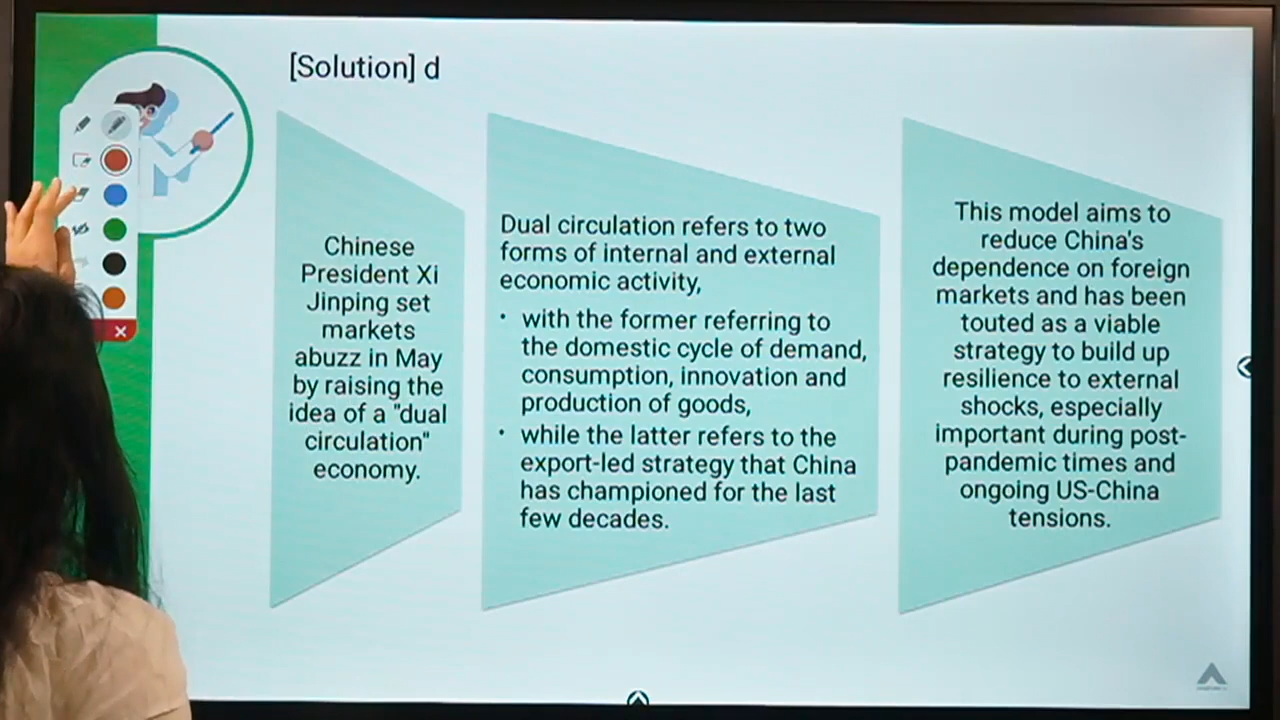 [Solution] d
Chinese
President Xi
Jinping set
markets
abuzz in May
by raising the
idea of a "dual
circulation"
economy.
Dual circulation refers to two
forms of internal and external
economic activity,
• with the former referring to
the domestic cycle of demand,
consumption, innovation and
production of goods,
• while the latter refers to the
export-led strategy that China
has championed for the last
few decades.
This model aims to
reduce China's
dependence on foreign
markets and has been
touted as a viable
strategy to build up
resilience to external
shocks, especially
important during post-
pandemic times and
ongoing US-China
tensions.